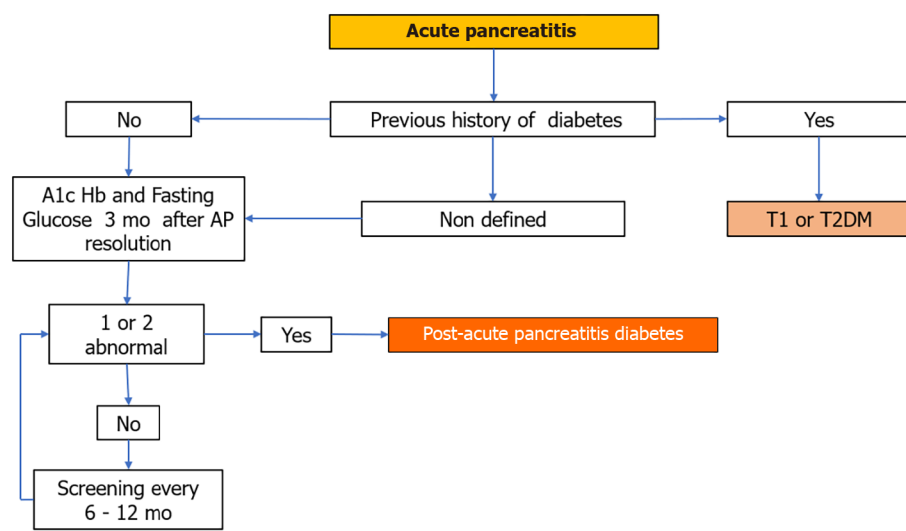 Acute pancreatitis
No
Previous history of diabetes
Yes
A1c Hb and Fasting
Glucose 3 mo after AP
resolution
Non defined
T1 or T2DM
1 or 2
abnormal
Yes
Post-acute pancreatitis diabetes
No
Screening every
6 - 12 mo